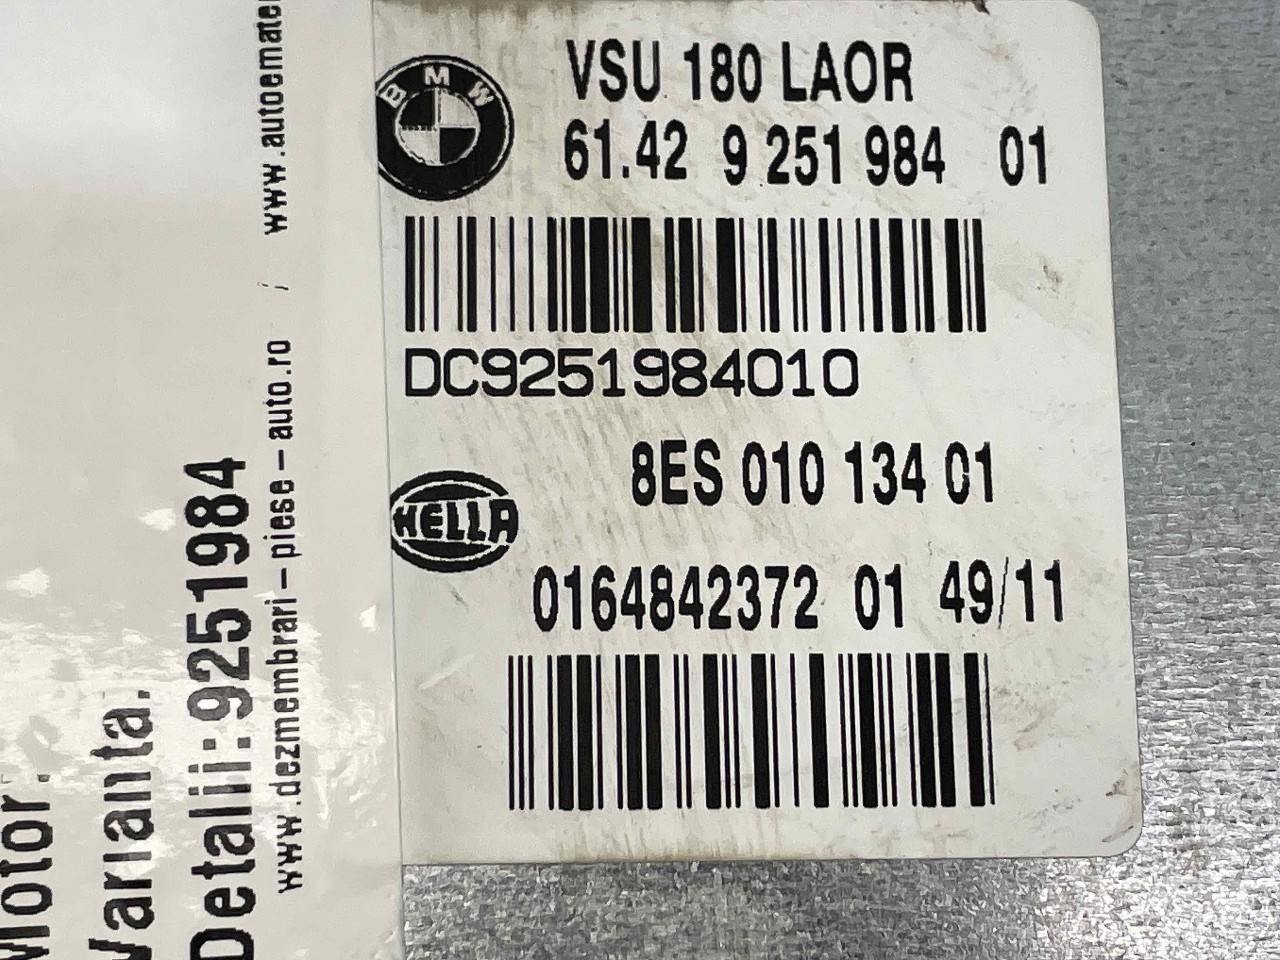 VSU 180 LAOR
BMW
61.42 9 251 984 01
DC9251984010
8ES 010 134 01
HELLA
0164842372 01 49/11
Motor:
Varianta.
Detalii:9251984
www.dezmembrari-piese-auto.ro / www.autoemate